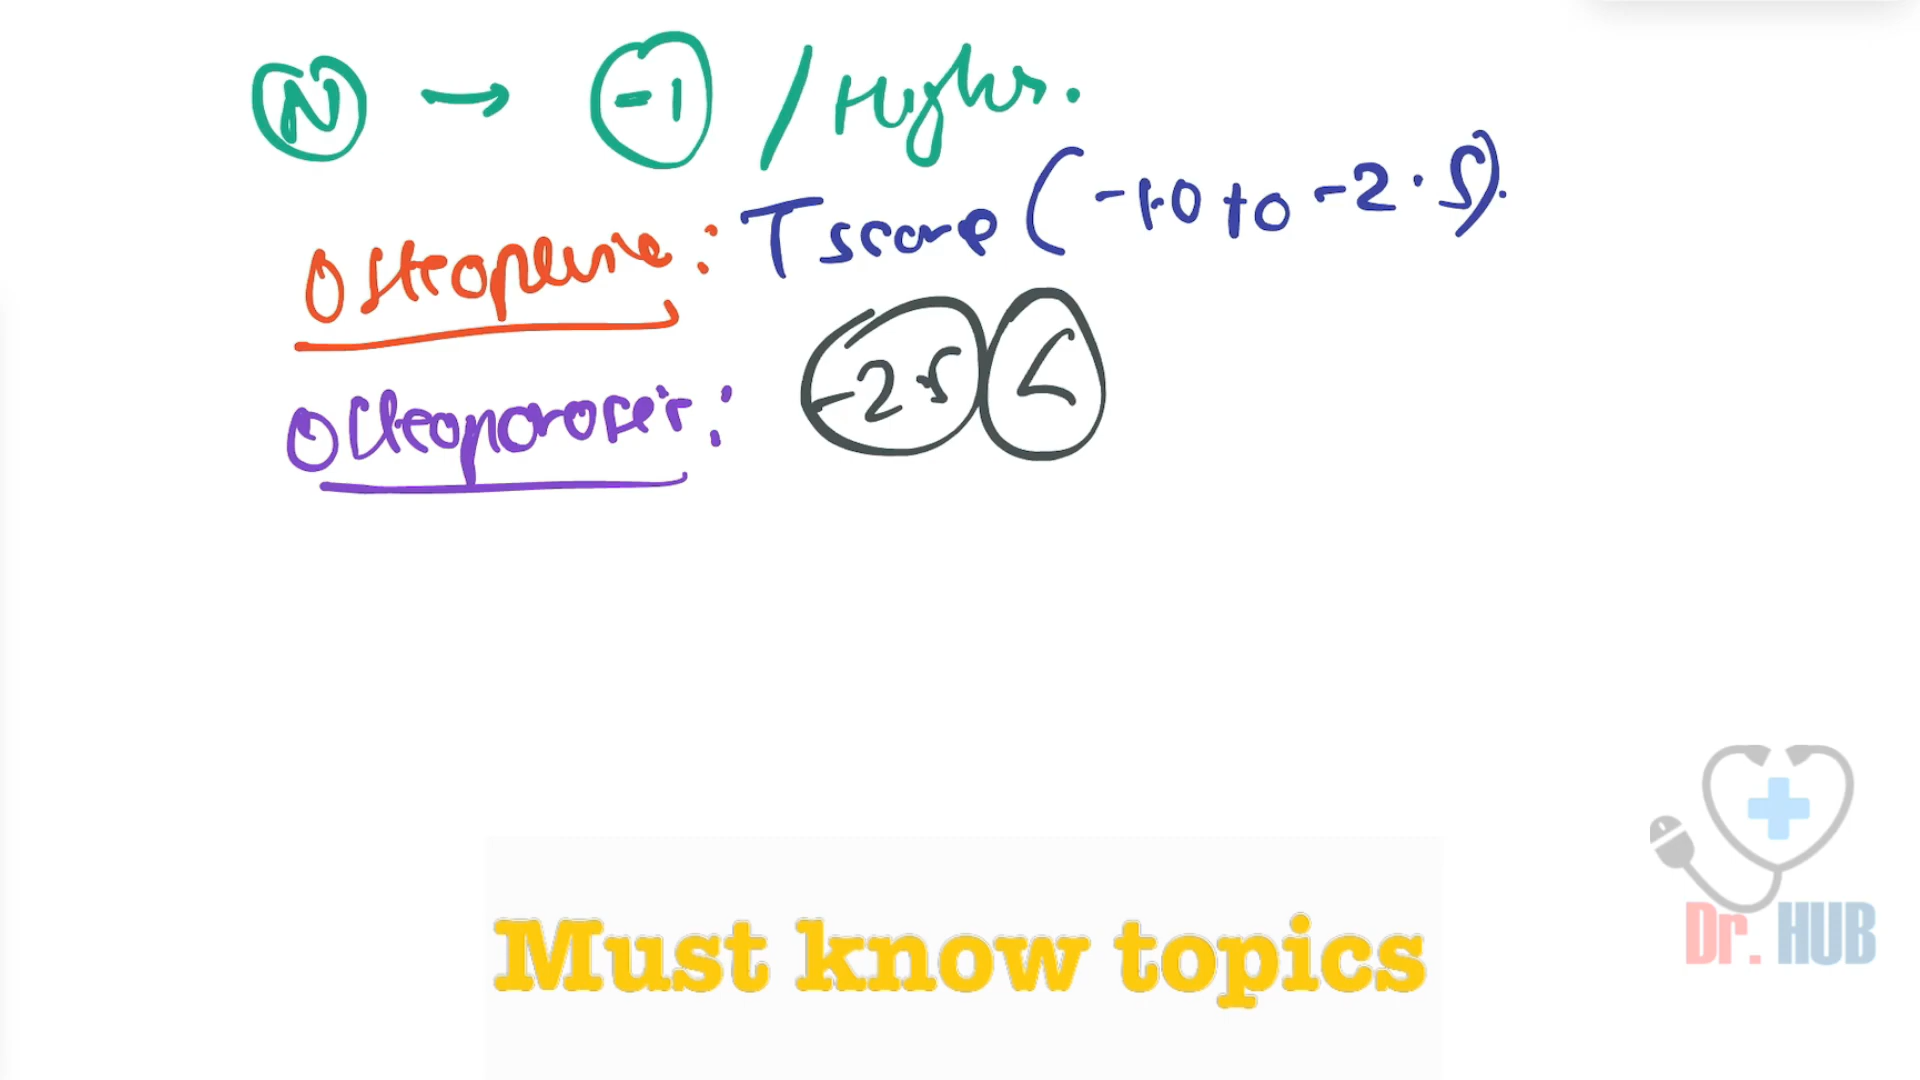 N → -1 / Higher.
Osteopenia : T score (-1.0 to -2.5).
Osteoporosis : -2.5 <
Must know topics
Dr. HUB